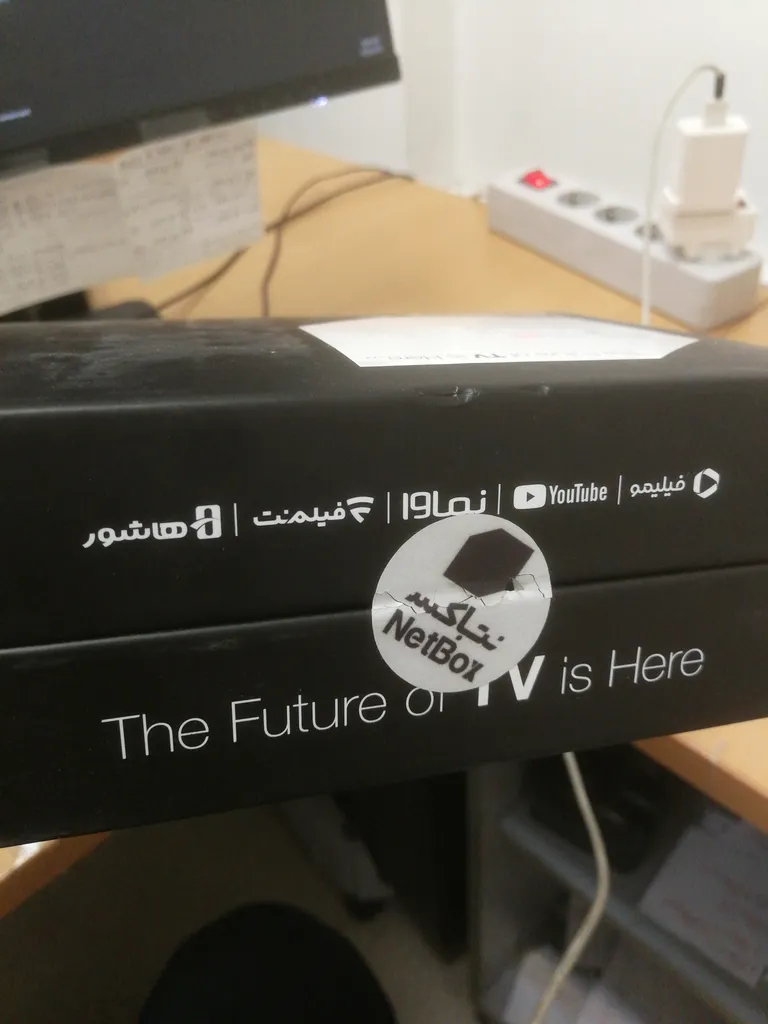 فیلیمو | YouTube | نماوا | فیلمنت | هاشور
نتباکس
NetBox
The Future of TV is Here